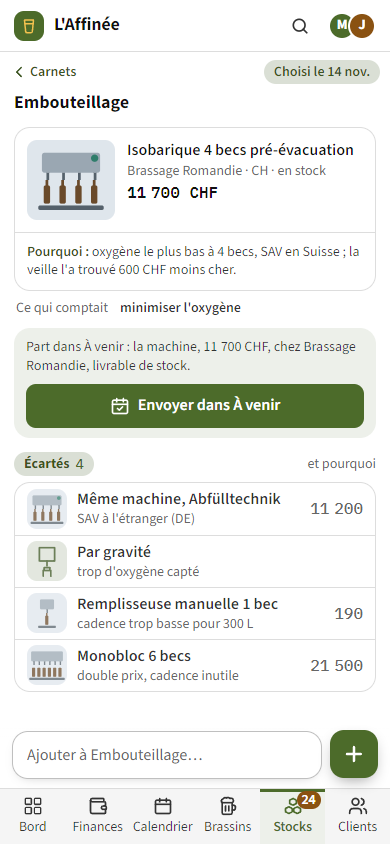 L'Affinée
M J
Carnets
Choisi le 14 nov.
Embouteillage
Isobarique 4 becs pré-évacuation
Brassage Romandie · CH · en stock
11 700 CHF
Pourquoi : oxygène le plus bas à 4 becs, SAV en Suisse ; la
veille l'a trouvé 600 CHF moins cher.
Ce qui comptait minimiser l'oxygène
Part dans À venir : la machine, 11 700 CHF, chez Brassage
Romandie, livrable de stock.
Envoyer dans À venir
Écartés 4
et pourquoi
Même machine, Abfülltechnik
SAV à l'étranger (DE)
11 200
Par gravité
trop d'oxygène capté
Remplisseuse manuelle 1 bec
cadence trop basse pour 300 L
190
Monobloc 6 becs
double prix, cadence inutile
21 500
Ajouter à Embouteillage…
24
Bord Finances Calendrier Brassins Stocks Clients